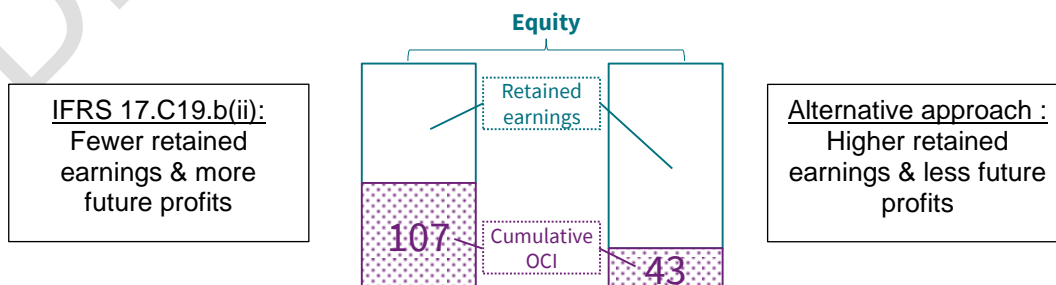 Equity
IFRS 17.C19.b(ii):
Fewer retained
earnings & more
future profits
Retained
earnings
Alternative approach :
Higher retained
earnings & less future
profits
107
Cumulative
OCI
43